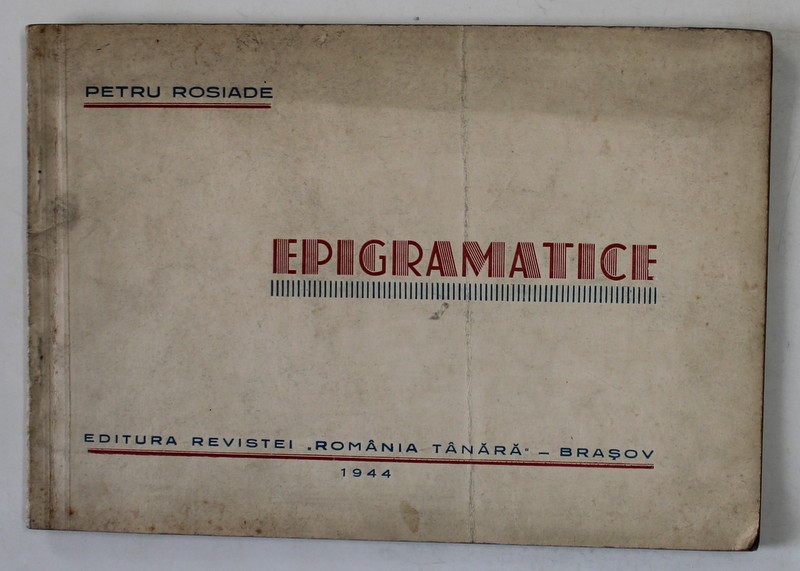 PETRU ROSIADE
EPIGRAMATICE
EDITURA REVISTEI „ROMÂNIA TÂNĂRĂ" – BRAŞOV
1944